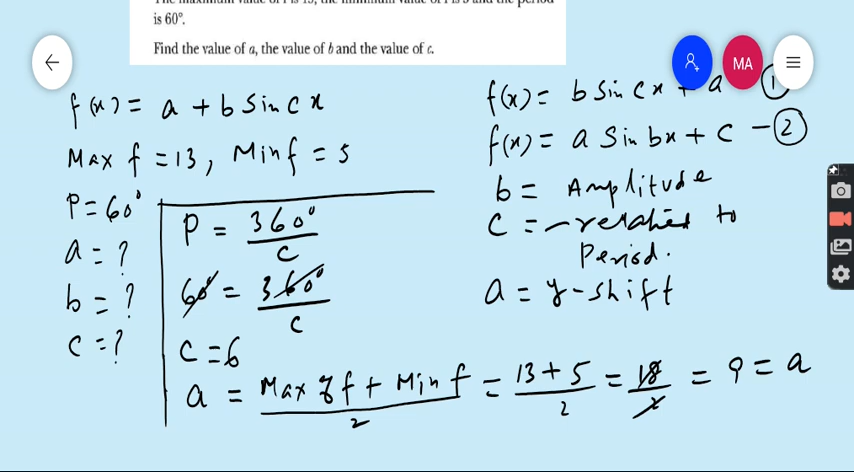 is 60°.
Find the value of a, the value of b and the value of c.
MA
f(x) = a + b Sin c x
Max f = 13, Min f = 5
P = 60°
a = ?
b = ?
c = ?
P = 360° / c
60° = 360° / c
c = 6
a = Max of f + Min f / 2 = 13 + 5 / 2 = 18 / 2 = 9 = a
f(x) = b Sin c x + a ①
f(x) = a Sin bx + c - ②
b = Amplitude
c = related to
Period.
a = y-shift